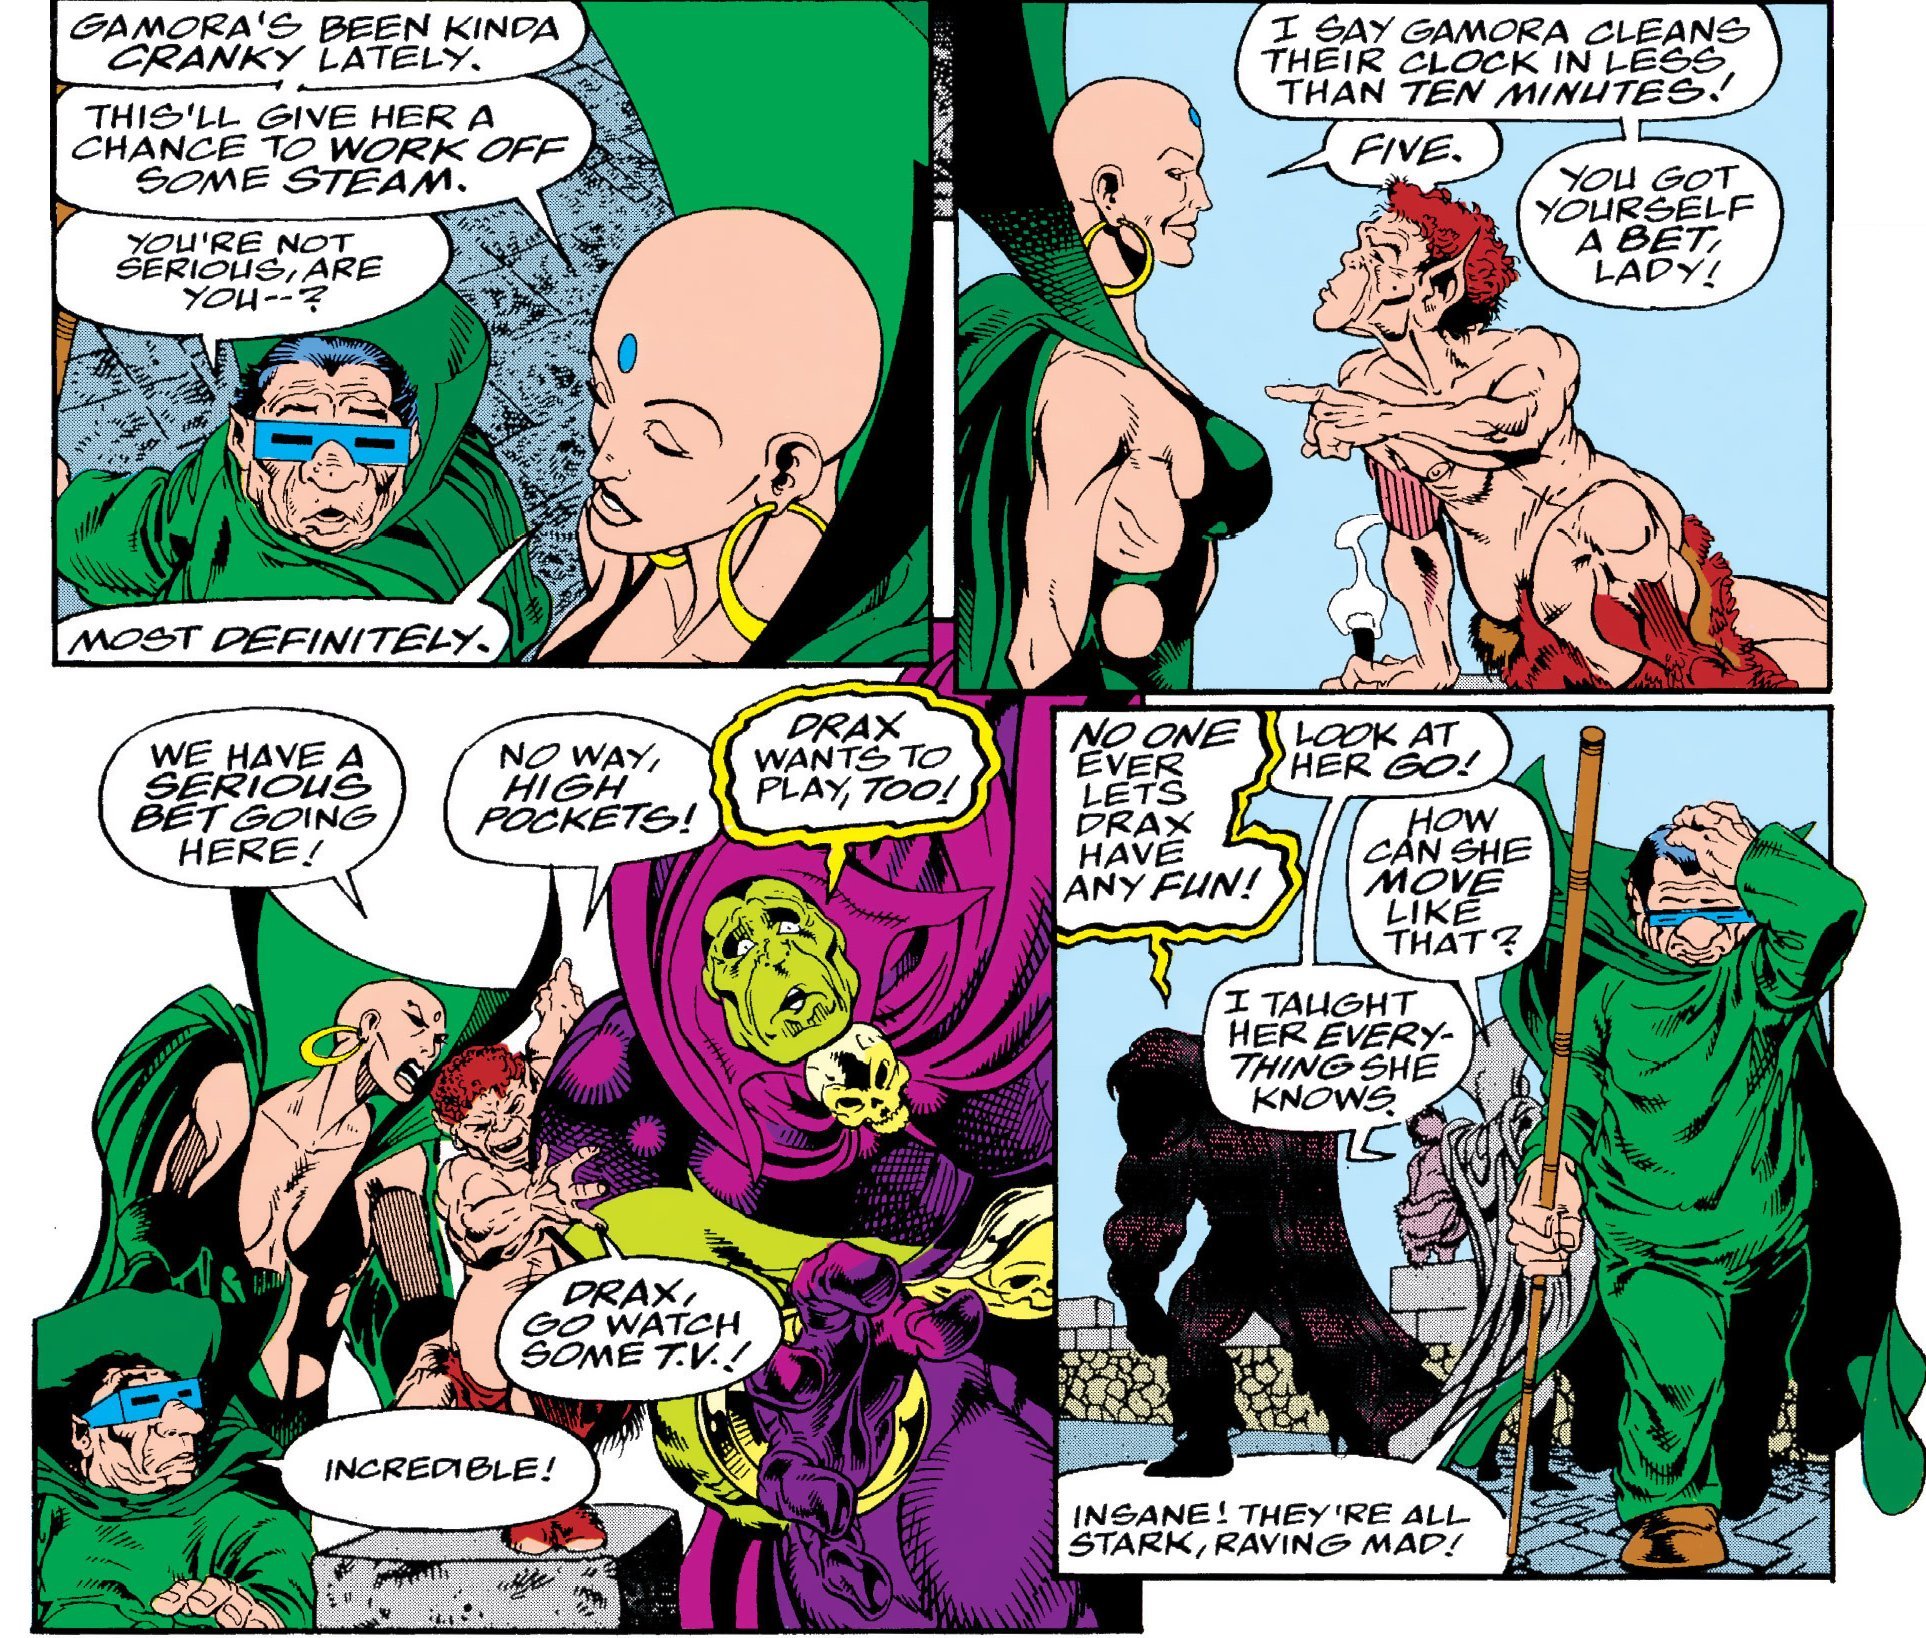 GAMORA'S BEEN KINDA
CRANKY LATELY.
THIS'LL GIVE HER A
CHANCE TO WORK OFF
SOME STEAM.
YOU'RE NOT
SERIOUS, ARE
YOU--?
MOST DEFINITELY.
I SAY GAMORA CLEANS
THEIR CLOCK IN LESS
THAN TEN MINUTES!
FIVE.
YOU GOT
YOURSELF
A BET,
LADY!
WE HAVE A
SERIOUS
BET GOING
HERE!
NO WAY,
HIGH
POCKETS!
DRAX
WANTS TO
PLAY, TOO!
DRAX,
GO WATCH
SOME T.V.!
INCREDIBLE!
NO ONE
EVER
LETS
DRAX
HAVE
ANY FUN!
LOOK AT
HER GO!
HOW
CAN SHE
MOVE
LIKE
THAT?
I TAUGHT
HER EVERY-
THING SHE
KNOWS.
INSANE! THEY'RE ALL
STARK, RAVING MAD!